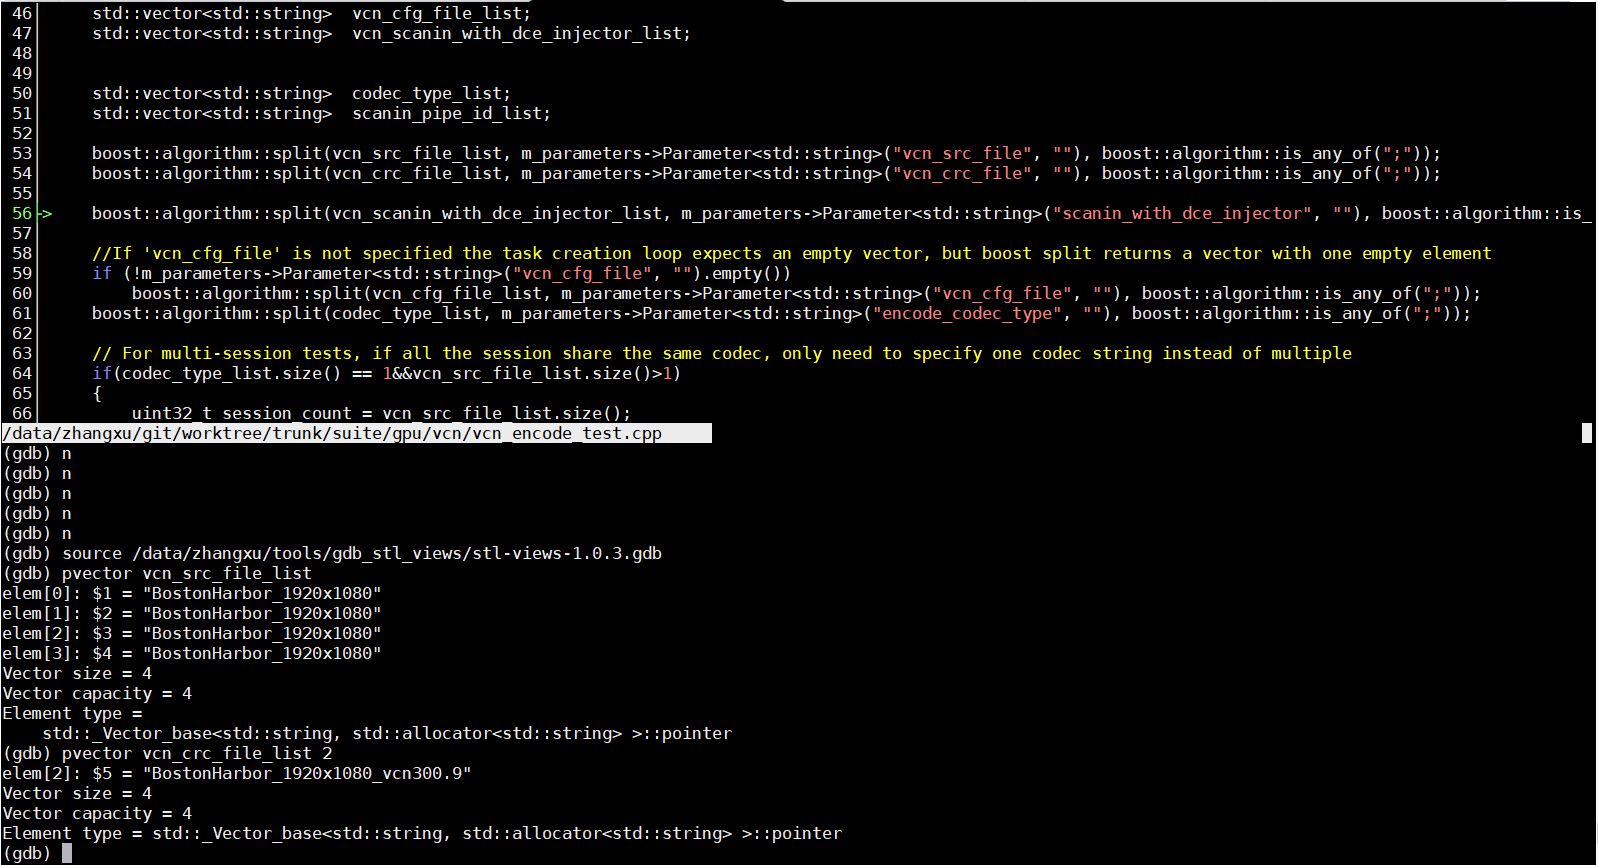 46     std::vector<std::string>  vcn_cfg_file_list;
47     std::vector<std::string>  vcn_scanin_with_dce_injector_list;
48
49
50     std::vector<std::string>  codec_type_list;
51     std::vector<std::string>  scanin_pipe_id_list;
52
53     boost::algorithm::split(vcn_src_file_list, m_parameters->Parameter<std::string>("vcn_src_file", ""), boost::algorithm::is_any_of(";"));
54     boost::algorithm::split(vcn_crc_file_list, m_parameters->Parameter<std::string>("vcn_crc_file", ""), boost::algorithm::is_any_of(";"));
55
56->    boost::algorithm::split(vcn_scanin_with_dce_injector_list, m_parameters->Parameter<std::string>("scanin_with_dce_injector", ""), boost::algorithm::is_
57
58     //If 'vcn_cfg_file' is not specified the task creation loop expects an empty vector, but boost split returns a vector with one empty element
59     if (!m_parameters->Parameter<std::string>("vcn_cfg_file", "").empty())
60         boost::algorithm::split(vcn_cfg_file_list, m_parameters->Parameter<std::string>("vcn_cfg_file", ""), boost::algorithm::is_any_of(";"));
61     boost::algorithm::split(codec_type_list, m_parameters->Parameter<std::string>("encode_codec_type", ""), boost::algorithm::is_any_of(";"));
62
63     // For multi-session tests, if all the session share the same codec, only need to specify one codec string instead of multiple
64     if(codec_type_list.size() == 1&&vcn_src_file_list.size()>1)
65     {
66         uint32_t session_count = vcn_src_file_list.size();
/data/zhangxu/git/worktree/trunk/suite/gpu/vcn/vcn_encode_test.cpp
(gdb) n
(gdb) n
(gdb) n
(gdb) n
(gdb) n
(gdb) source /data/zhangxu/tools/gdb_stl_views/stl-views-1.0.3.gdb
(gdb) pvector vcn_src_file_list
elem[0]: $1 = "BostonHarbor_1920x1080"
elem[1]: $2 = "BostonHarbor_1920x1080"
elem[2]: $3 = "BostonHarbor_1920x1080"
elem[3]: $4 = "BostonHarbor_1920x1080"
Vector size = 4
Vector capacity = 4
Element type =
    std::_Vector_base<std::string, std::allocator<std::string> >::pointer
(gdb) pvector vcn_crc_file_list 2
elem[2]: $5 = "BostonHarbor_1920x1080_vcn300.9"
Vector size = 4
Vector capacity = 4
Element type = std::_Vector_base<std::string, std::allocator<std::string> >::pointer
(gdb)